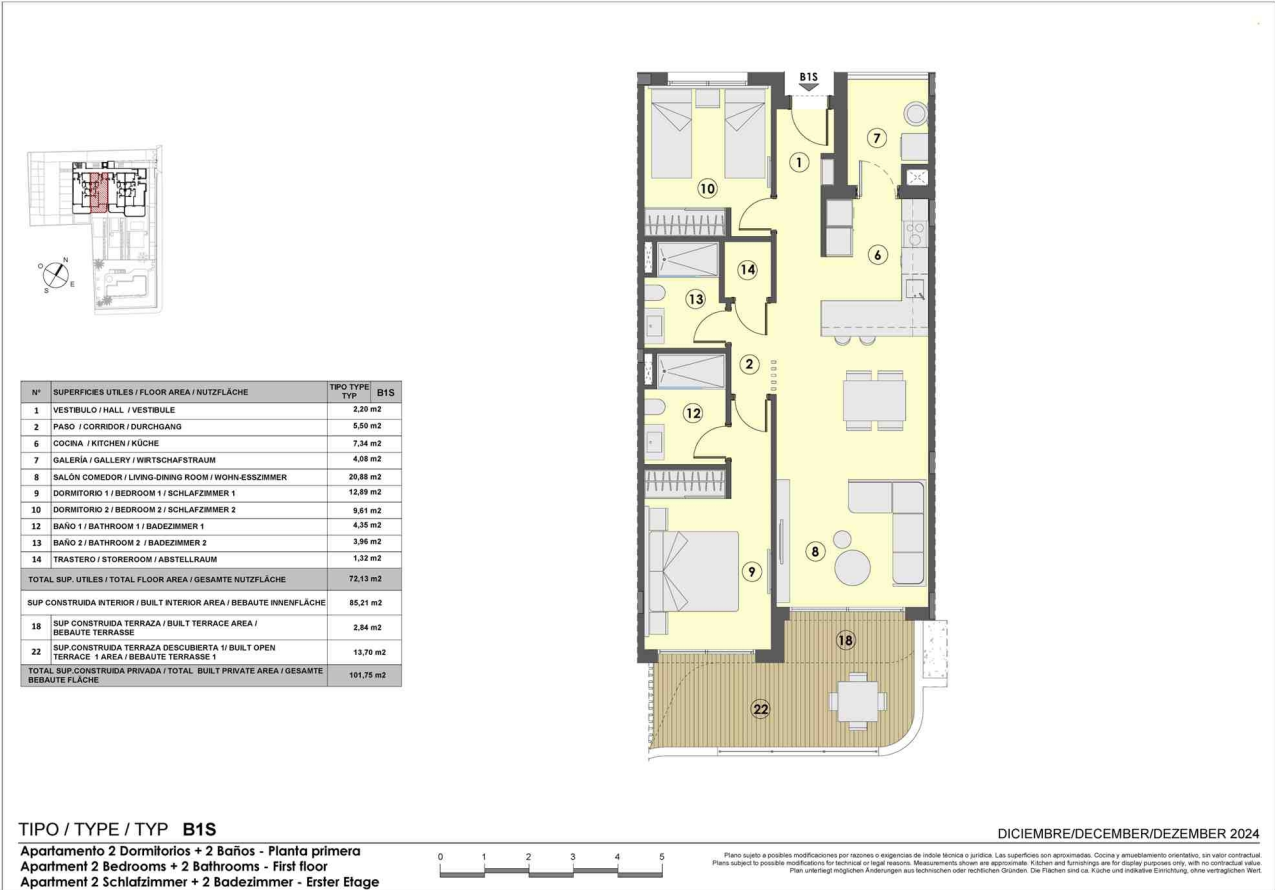 B1S
1
7
10
6
14
13
2
12
8
9
18
22
N
O
E
S
Nº SUPERFICIES UTILES / FLOOR AREA / NUTZFLÄCHE TIPO TYPE TYP B1S
1 VESTIBULO / HALL / VESTIBULE 2,20 m2
2 PASO / CORRIDOR / DURCHGANG 5,50 m2
6 COCINA / KITCHEN / KÜCHE 7,34 m2
7 GALERÍA / GALLERY / WIRTSCHAFTSTRAUM 4,08 m2
8 SALÓN COMEDOR / LIVING-DINING ROOM / WOHN-ESSZIMMER 20,88 m2
9 DORMITORIO 1 / BEDROOM 1 / SCHLAFZIMMER 1 12,89 m2
10 DORMITORIO 2 / BEDROOM 2 / SCHLAFZIMMER 2 9,61 m2
12 BAÑO 1 / BATHROOM 1 / BADEZIMMER 1 4,35 m2
13 BAÑO 2 / BATHROOM 2 / BADEZIMMER 2 3,96 m2
14 TRASTERO / STOREROOM / ABSTELLRAUM 1,32 m2
TOTAL SUP. UTILES / TOTAL FLOOR AREA / GESAMTE NUTZFLÄCHE 72,13 m2
SUP CONSTRUIDA INTERIOR / BUILT INTERIOR AREA / BEBAUTE INNENFLÄCHE 85,21 m2
18 SUP CONSTRUIDA TERRAZA / BUILT TERRACE AREA /
BEBAUTE TERRASSE 2,84 m2
22 SUP.CONSTRUIDA TERRAZA DESCUBIERTA 1/ BUILT OPEN
TERRACE 1 AREA / BEBAUTE TERRASSE 1 13,70 m2
TOTAL SUP.CONSTRUIDA PRIVADA / TOTAL BUILT PRIVATE AREA / GESAMTE
BEBAUTE FLÄCHE 101,75 m2
TIPO / TYPE / TYP B1S
Apartamento 2 Dormitorios + 2 Baños - Planta primera
Apartment 2 Bedrooms + 2 Bathrooms - First floor
Apartment 2 Schlafzimmer + 2 Badezimmer - Erster Etage
0 1 2 3 4 5
DICIEMBRE/DECEMBER/DEZEMBER 2024
Plano sujeto a posibles modificaciones por razones o exigencias de indole técnica o jurídica. Las superficies son aproximadas. Cocina y amueblamiento orientativo, sin valor contractual.
Plans subject to possible modifications for technical or legal reasons. Measurements shown are approximate. Kitchen and furnishings are for display purposes only, with no contractual value.
Plan unterliegt möglichen Änderungen aus technischen oder rechtlichen Gründen. Die Flächen sind ca. Küche und indikative Einrichtung, ohne vertraglichen Wert.